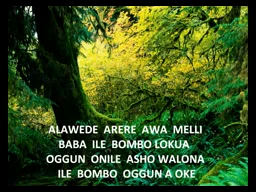 ALAWEDE ARERE AWA MELLI
BABA ILE BOMBO LOKUA
OGGUN ONILE ASHO WALONA
ILE BOMBO OGGUN A OKE